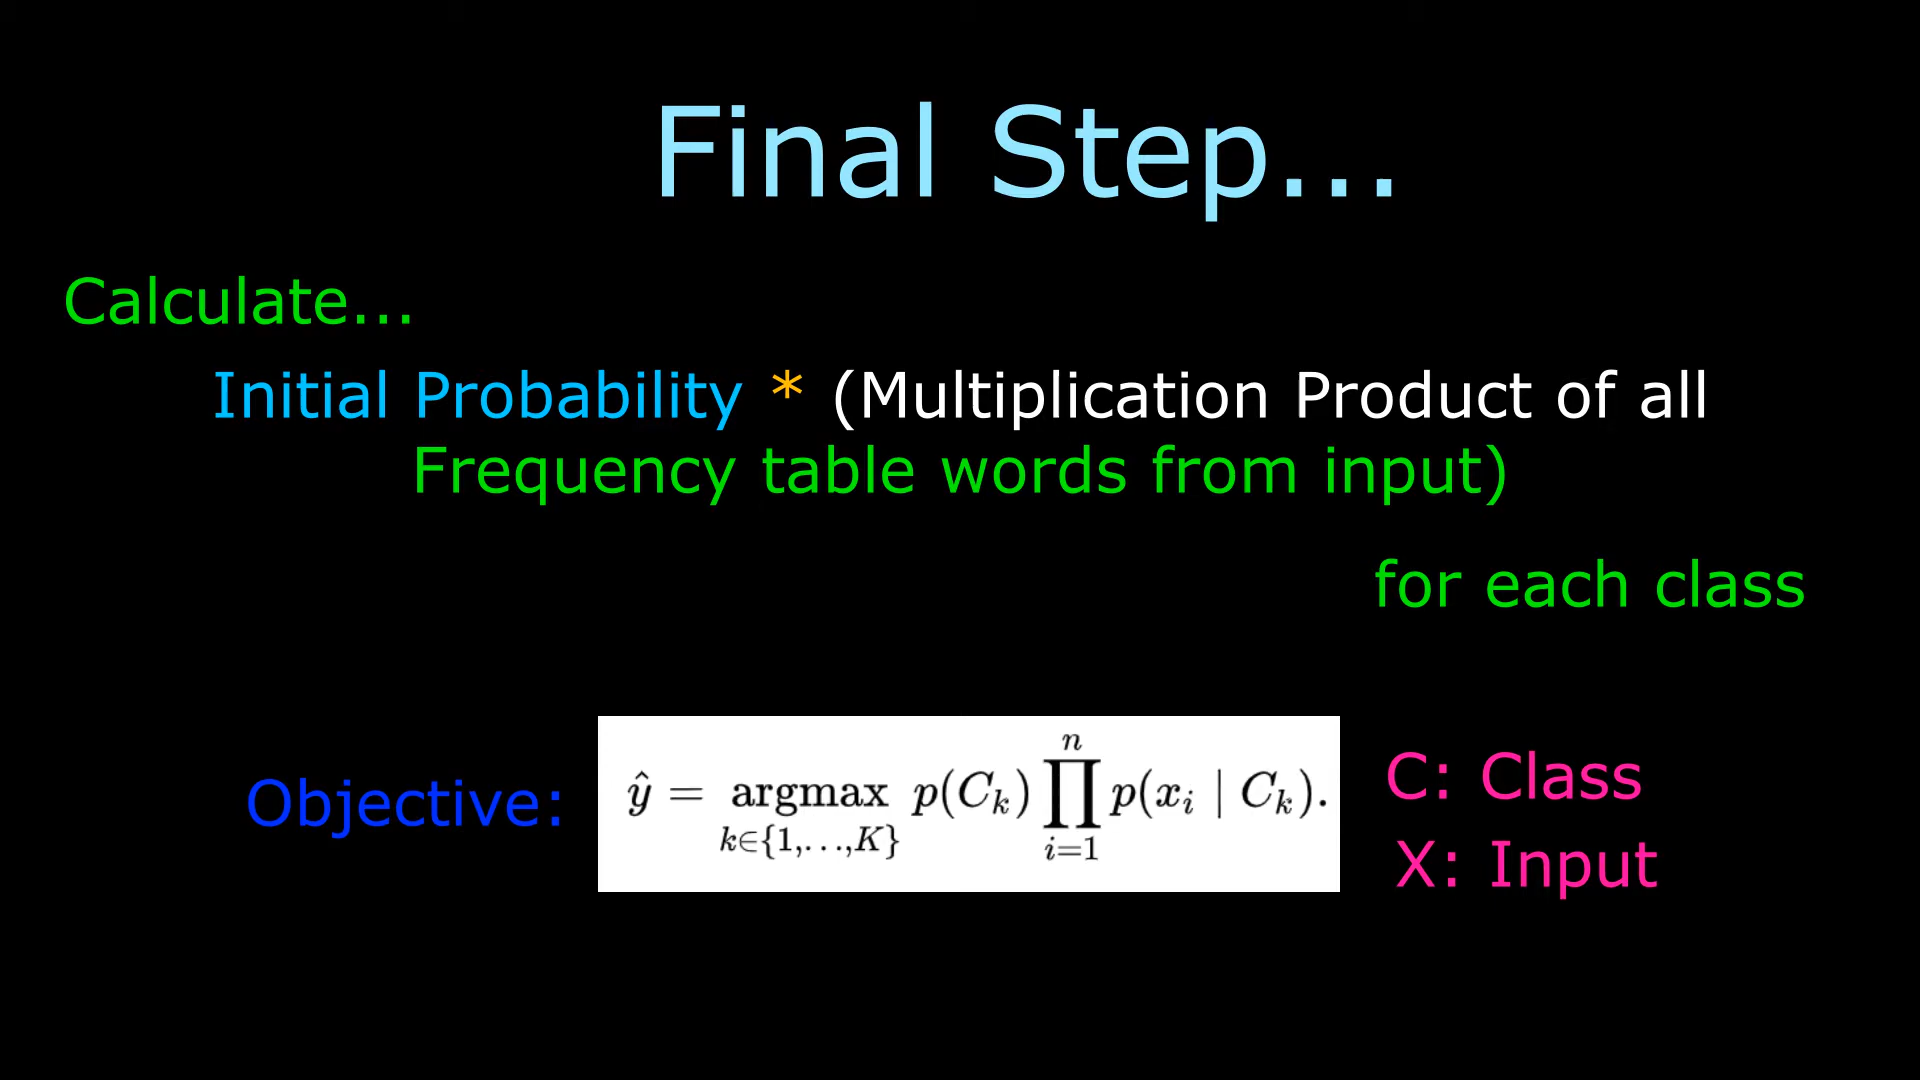 Final Step...
Calculate...
Initial Probability * (Multiplication Product of all
Frequency table words from input)
for each class
Objective:
ŷ = argmax p(C_k) ∏ p(x_i | C_k).
k∈{1,...,K}
n
i=1
C: Class
X: Input